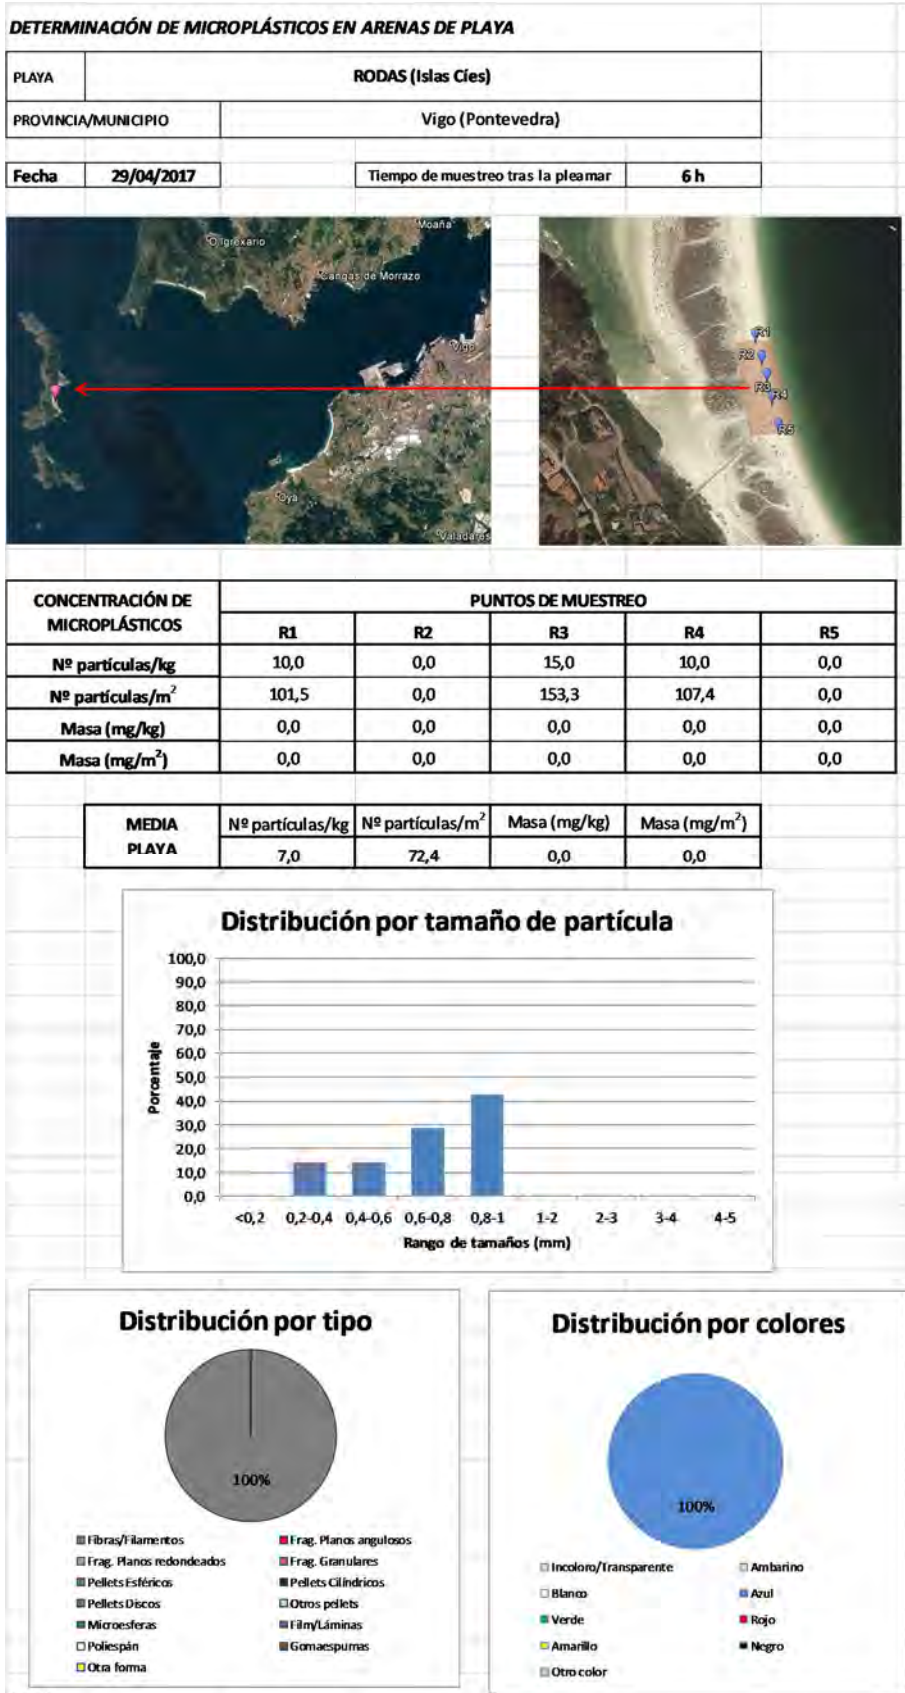 DETERMINACIÓN DE MICROPLÁSTICOS EN ARENAS DE PLAYA
PLAYA RODAS (Islas Cíes)
PROVINCIA/MUNICIPIO Vigo (Pontevedra)
Fecha 29/04/2017 Tiempo de muestreo tras la pleamar 6 h
Moaña
O Igrexario
Cangas de Morrazo
Vigo
Oya
Valadares
R1
R2
R3
R4
R5
CONCENTRACIÓN DE MICROPLÁSTICOS PUNTOS DE MUESTREO
R1 R2 R3 R4 R5
Nº partículas/kg 10,0 0,0 15,0 10,0 0,0
Nº partículas/m² 101,5 0,0 153,3 107,4 0,0
Masa (mg/kg) 0,0 0,0 0,0 0,0 0,0
Masa (mg/m²) 0,0 0,0 0,0 0,0 0,0
MEDIA PLAYA Nº partículas/kg Nº partículas/m² Masa (mg/kg) Masa (mg/m²)
7,0 72,4 0,0 0,0
Distribución por tamaño de partícula
Porcentaje
100,0
90,0
80,0
70,0
60,0
50,0
40,0
30,0
20,0
10,0
0,0
<0,2 0,2-0,4 0,4-0,6 0,6-0,8 0,8-1 1-2 2-3 3-4 4-5
Rango de tamaños (mm)
Distribución por tipo
100%
Fibras/Filamentos Frag. Planos angulosos
Frag. Planos redondeados Frag. Granulares
Pellets Esféricos Pellets Cilíndricos
Pellets Discos Otros pellets
Microesferas Film/Láminas
Poliespán Gomaespumas
Otra forma
Distribución por colores
100%
Incoloro/Transparente Ambarino
Blanco Azul
Verde Rojo
Amarillo Negro
Otro color